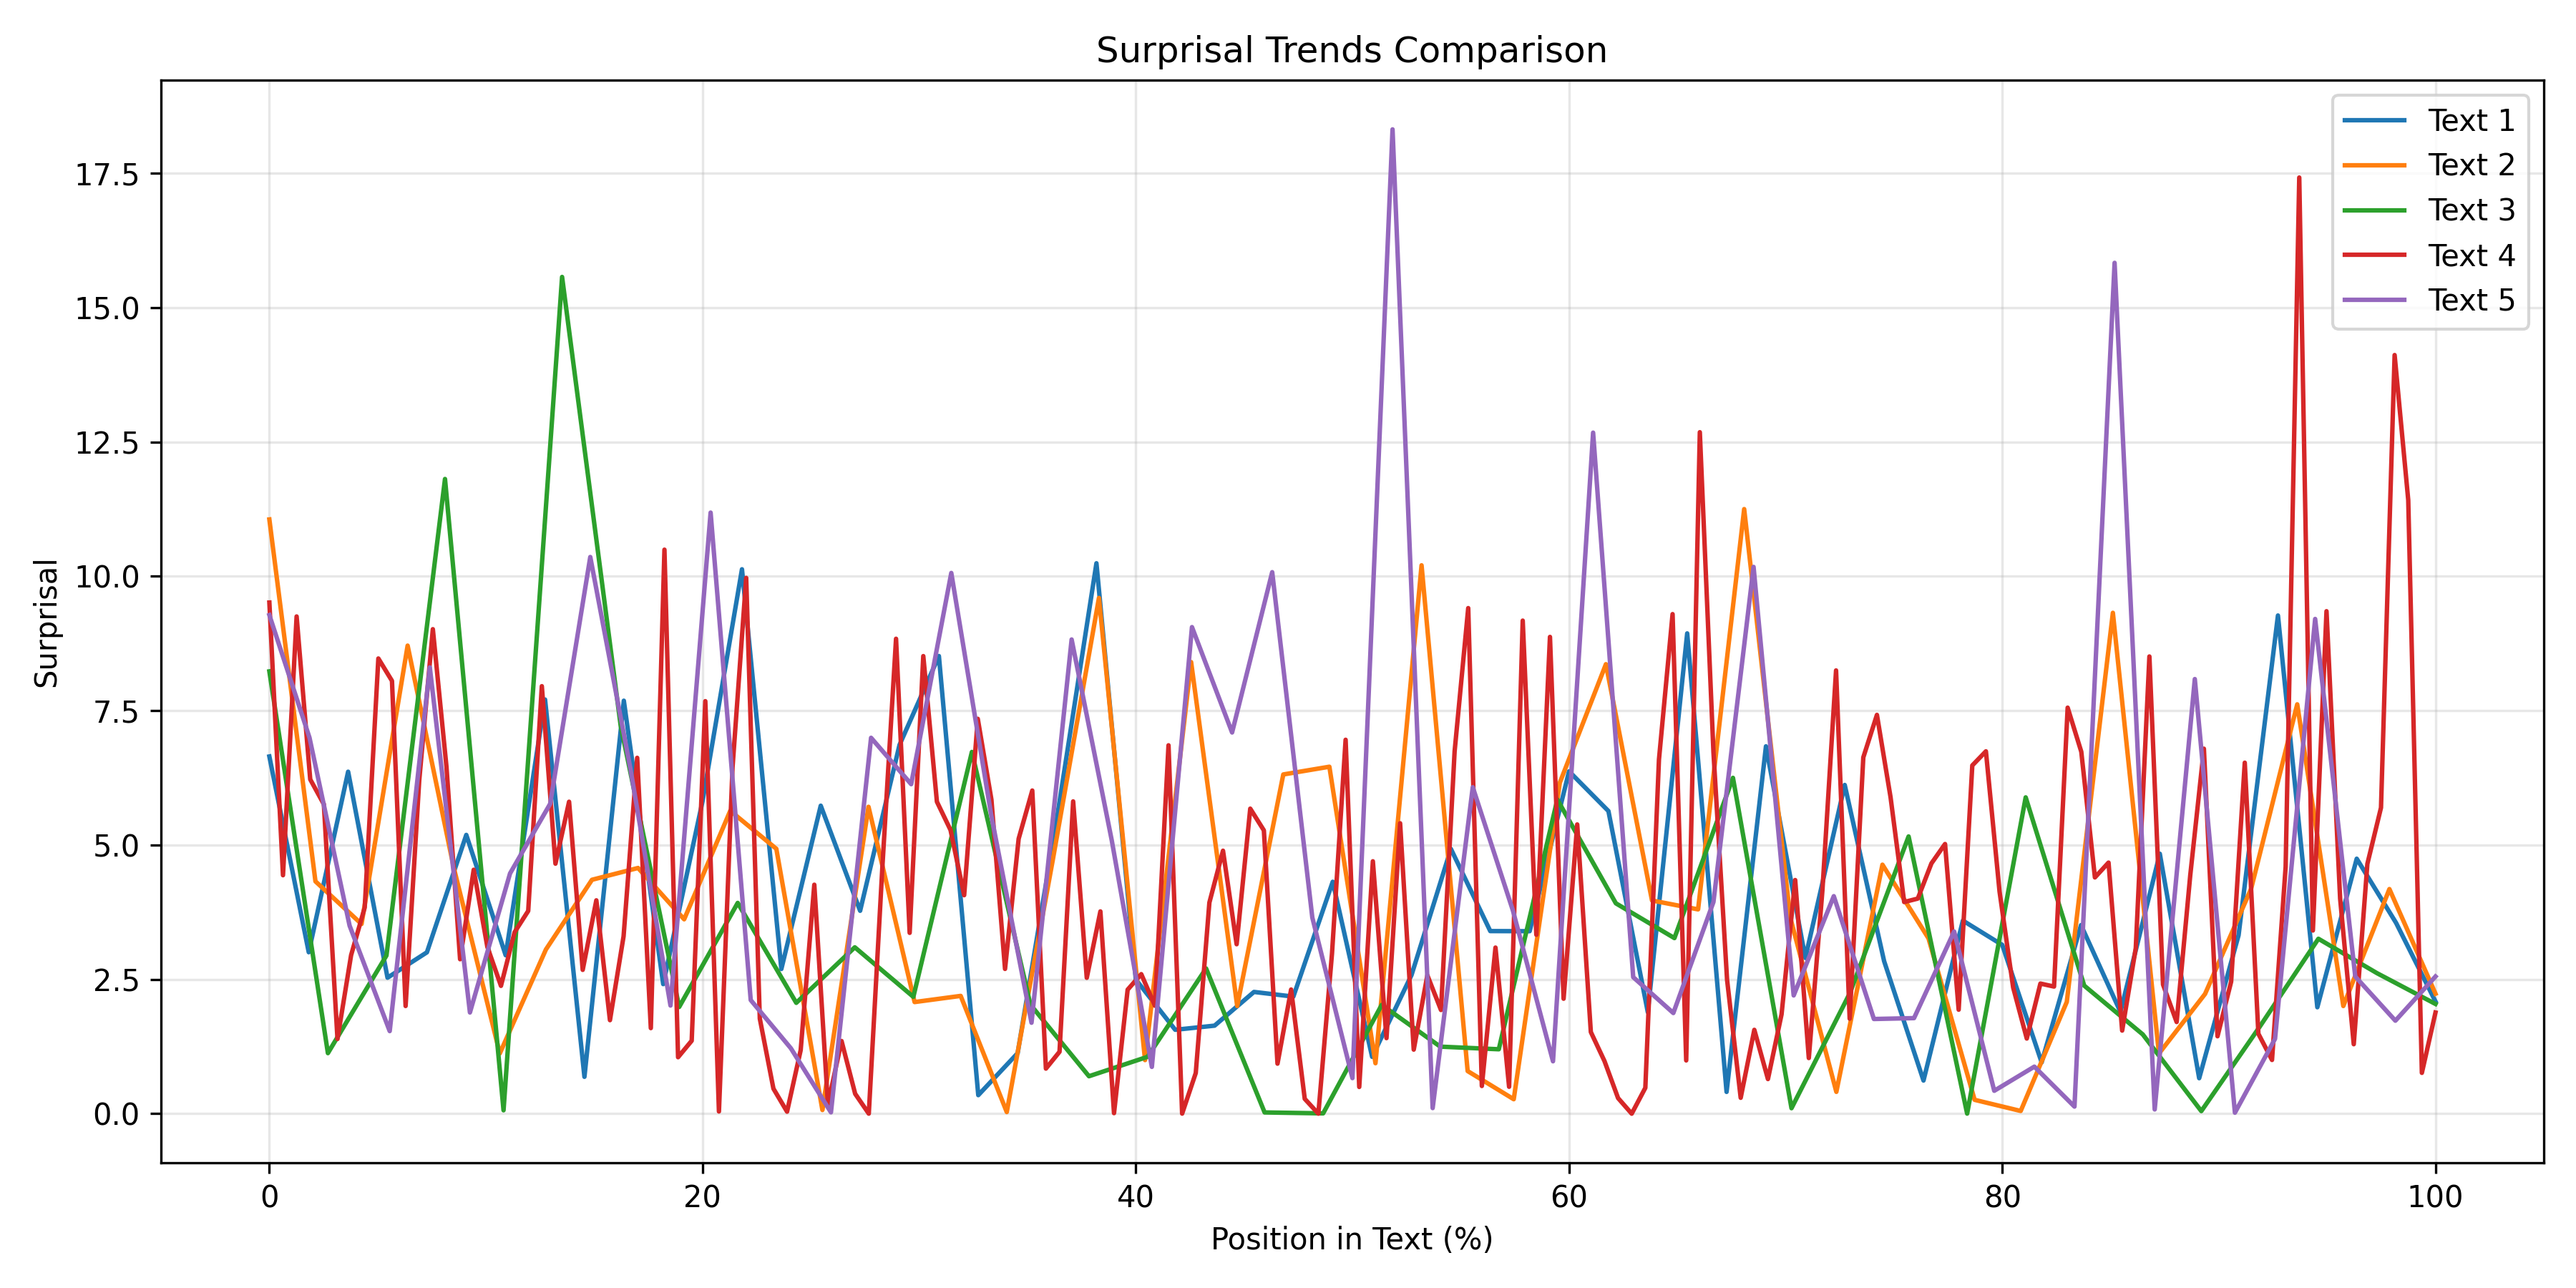 Surprisal Trends Comparison
Text 1
Text 2
Text 3
Text 4
Text 5
Surprisal
17.5
15.0
12.5
10.0
7.5
5.0
2.5
0.0
0
20
40
60
80
100
Position in Text (%)